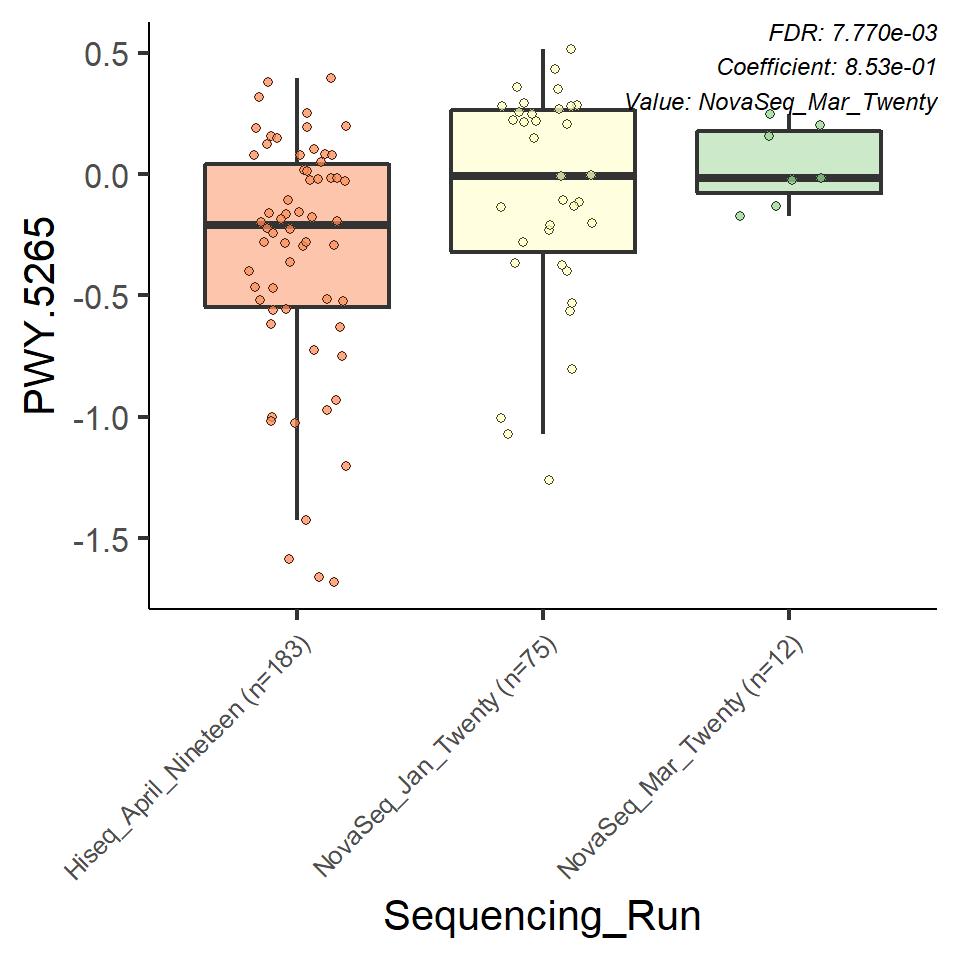 FDR: 7.770e-03
Coefficient: 8.53e-01
Value: NovaSeq_Mar_Twenty
PWY.5265
0.5
0.0
-0.5
-1.0
-1.5
Hiseq_April_Nineteen (n=183)
NovaSeq_Jan_Twenty (n=75)
NovaSeq_Mar_Twenty (n=12)
Sequencing_Run